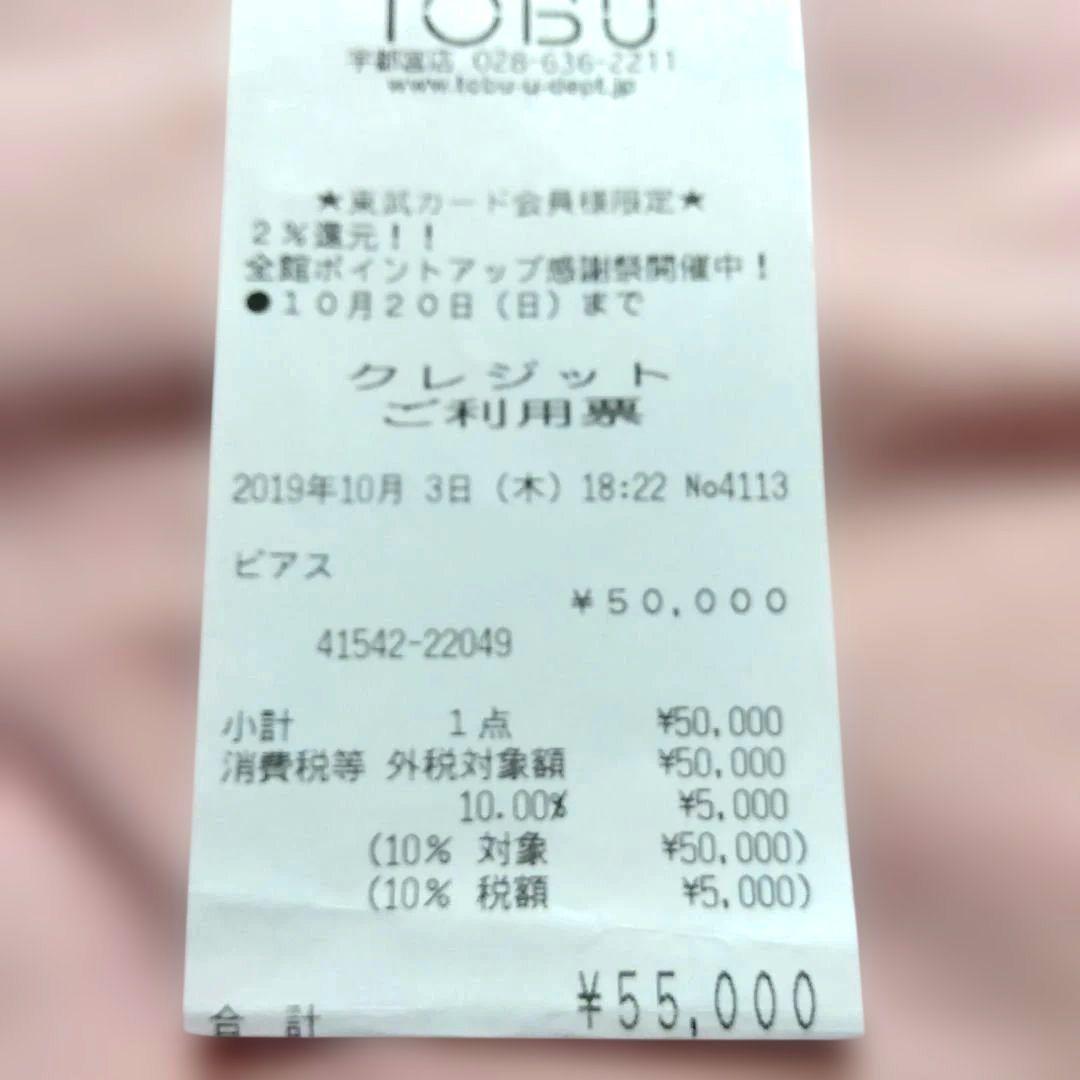 TOBU
宇都宮店 028-636-2211
www.tobu-u-dept.jp
★東武カード会員様限定★
2%還元!!
全館ポイントアップ感謝祭開催中!
●10月20日(日)まで
クレジット
ご利用票
2019年10月 3日(木) 18:22 No4113
ピアス
¥50,000
41542-22049
小計 1点 ¥50,000
消費税等 外税対象額 ¥50,000
10.00% ¥5,000
(10% 対象 ¥50,000)
(10% 税額 ¥5,000)
合 計 ¥55,000